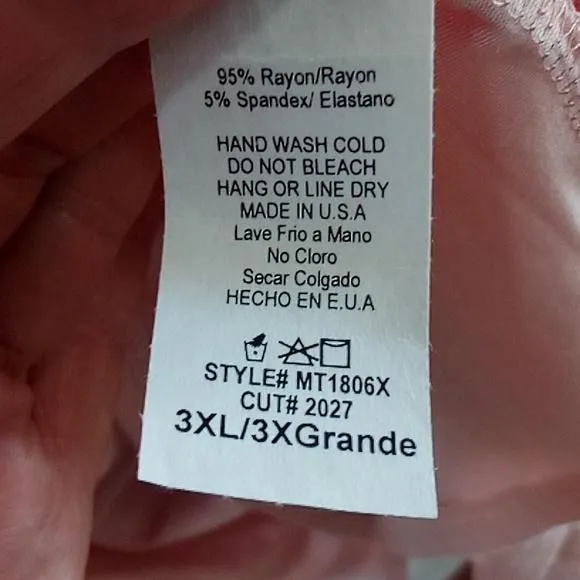 95% Rayon/Rayon
5% Spandex/ Elastano
HAND WASH COLD
DO NOT BLEACH
HANG OR LINE DRY
MADE IN U.S.A
Lave Frio a Mano
No Cloro
Secar Colgado
HECHO EN E.U.A
STYLE# MT1806X
CUT# 2027
3XL/3XGrande